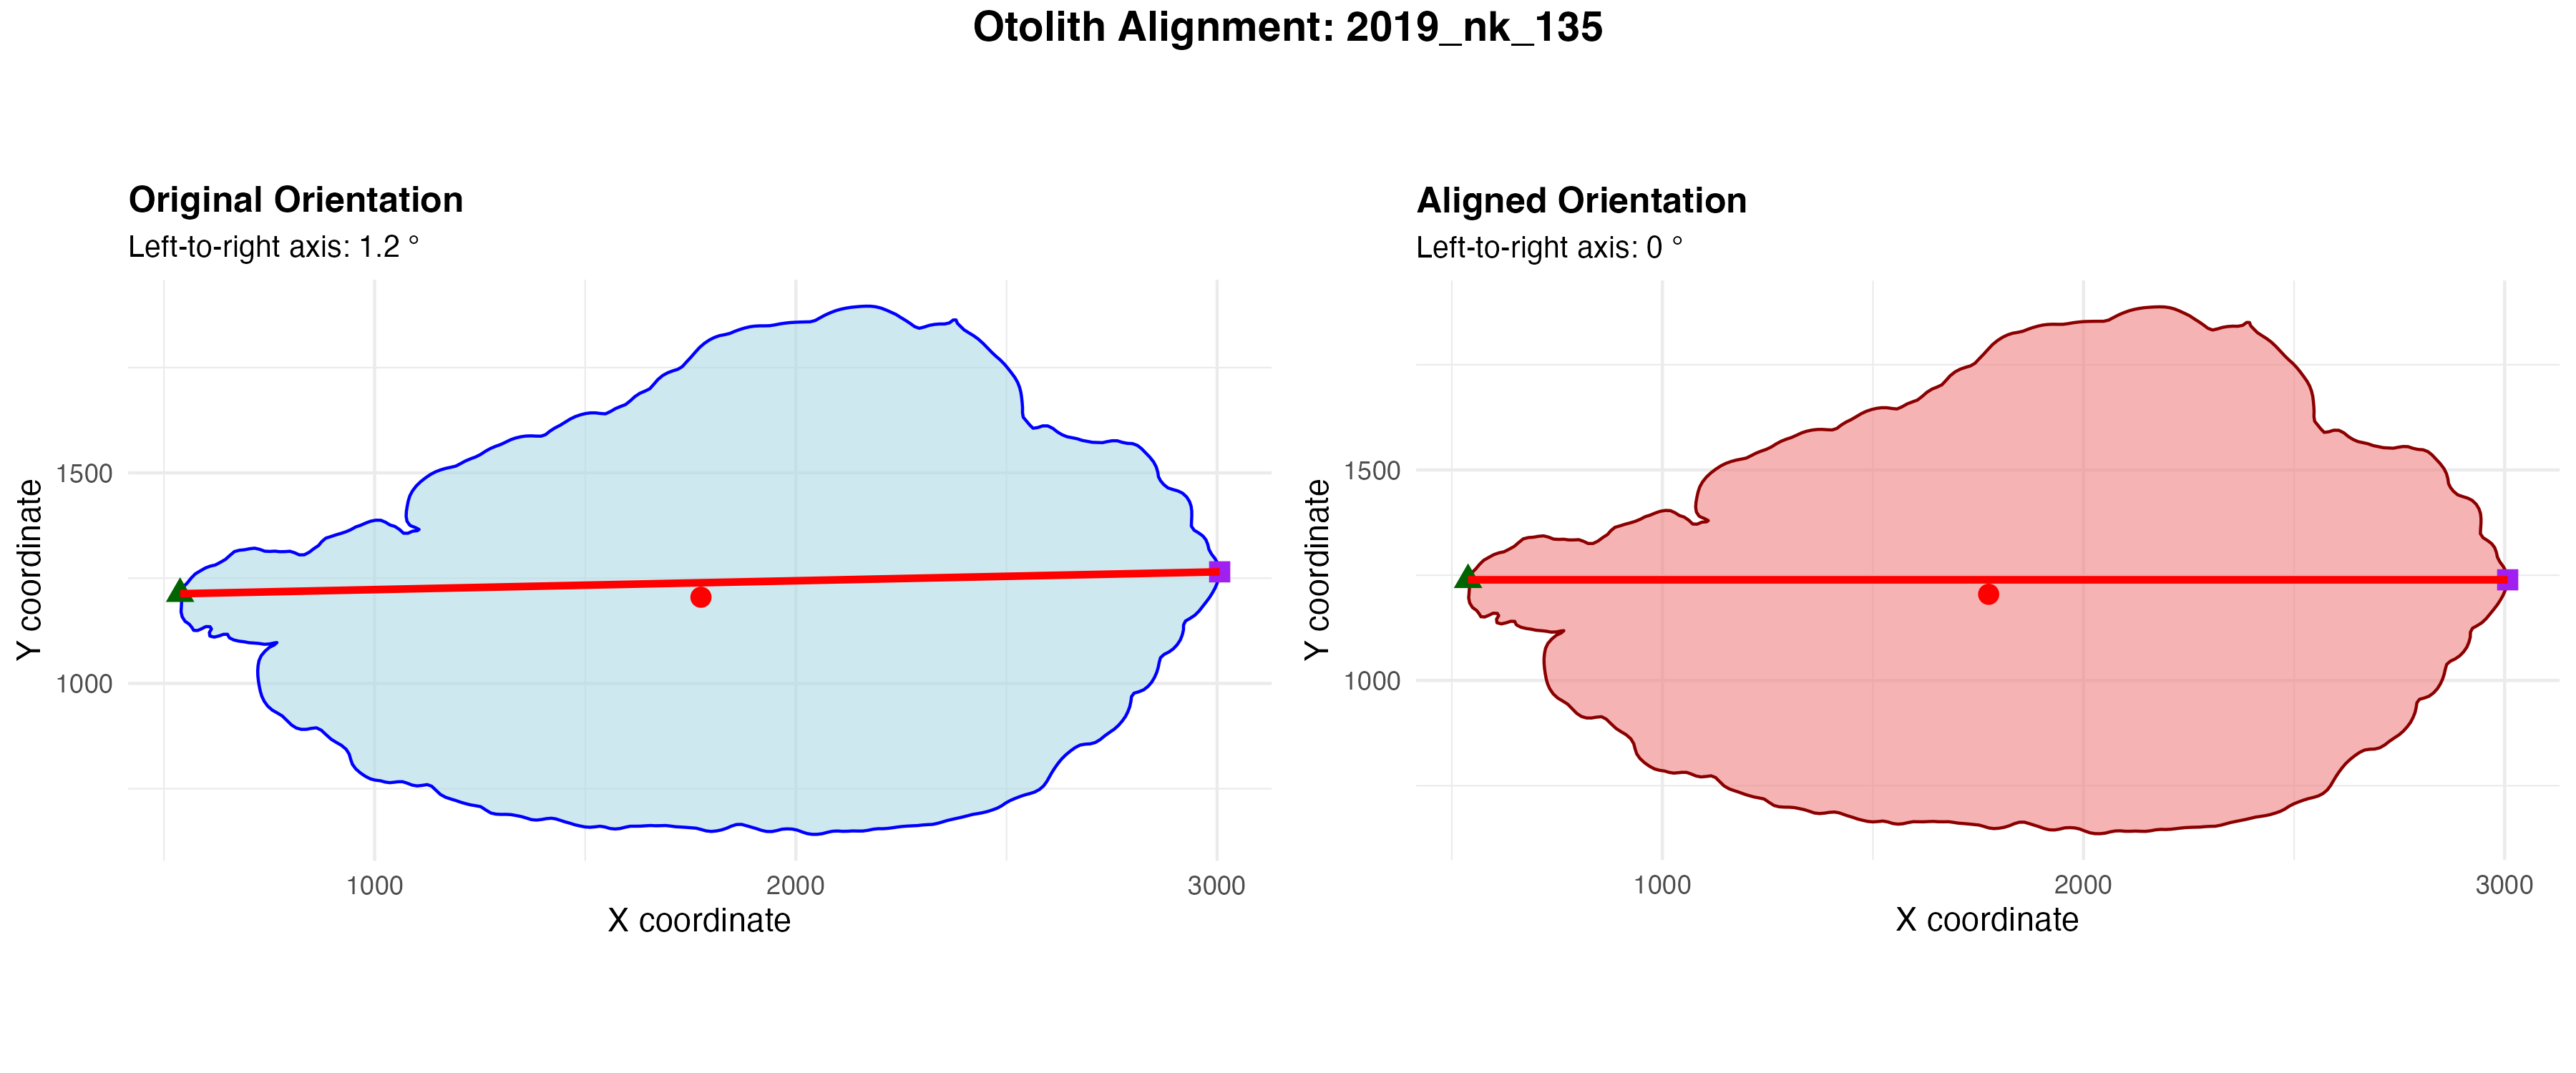 Otolith Alignment: 2019_nk_135
Original Orientation
Left-to-right axis: 1.2 °
Y coordinate
1500
1000
1000
2000
3000
X coordinate
Aligned Orientation
Left-to-right axis: 0 °
Y coordinate
1500
1000
1000
2000
3000
X coordinate